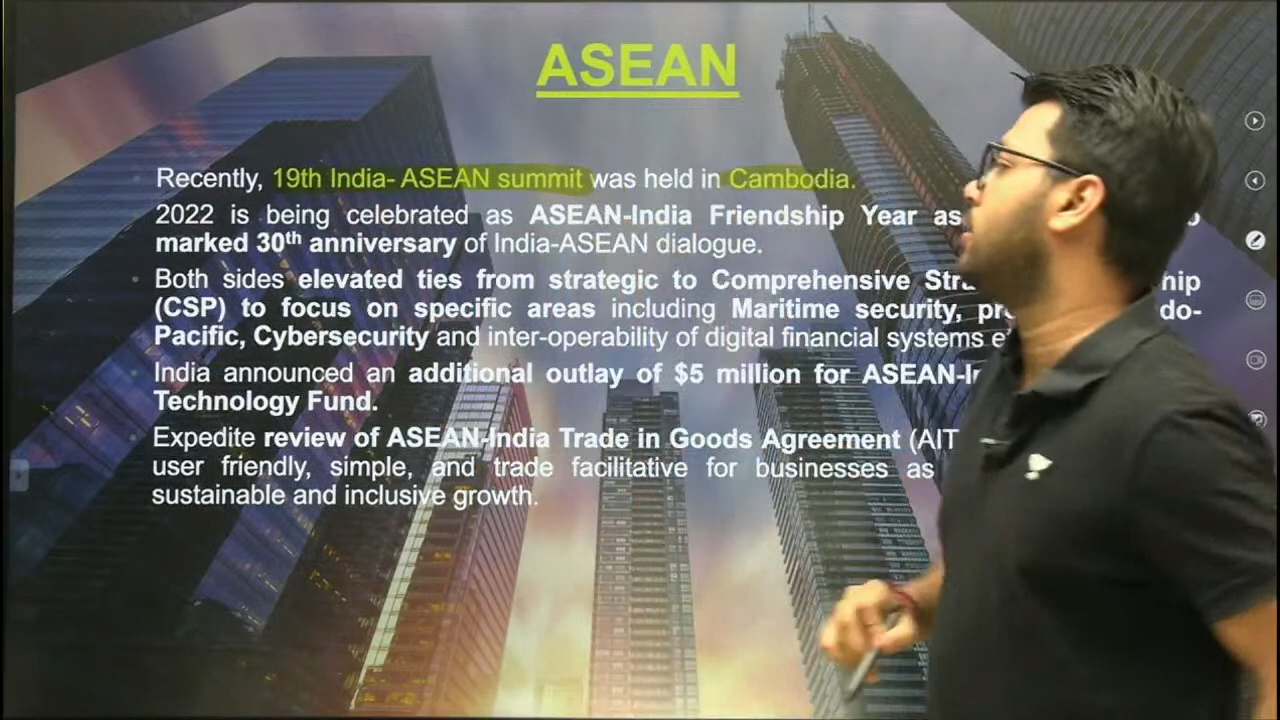 ASEAN
Recently, 19th India- ASEAN summit was held in Cambodia.
2022 is being celebrated as ASEAN-India Friendship Year as
marked 30th anniversary of India-ASEAN dialogue.
Both sides elevated ties from strategic to Comprehensive
(CSP) to focus on specific areas including Maritime security,
Pacific, Cybersecurity and inter-operability of digital financial systems
India announced an additional outlay of $5 million for
Technology Fund.
Expedite review of ASEAN-India Trade in Goods Agreement
user friendly, simple, and trade facilitative for businesses as
sustainable and inclusive growth.